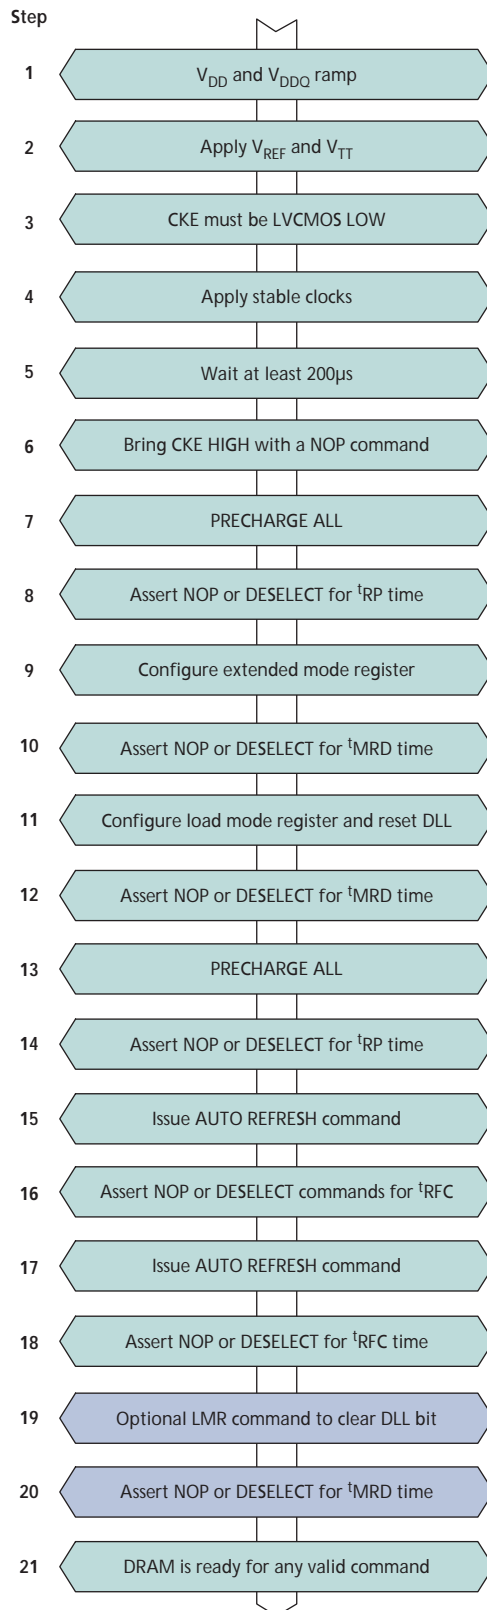 Step
1 V_DD and V_DDQ ramp
2 Apply V_REF and V_TT
3 CKE must be LVCMOS LOW
4 Apply stable clocks
5 Wait at least 200µs
6 Bring CKE HIGH with a NOP command
7 PRECHARGE ALL
8 Assert NOP or DESELECT for ^tRP time
9 Configure extended mode register
10 Assert NOP or DESELECT for ^tMRD time
11 Configure load mode register and reset DLL
12 Assert NOP or DESELECT for ^tMRD time
13 PRECHARGE ALL
14 Assert NOP or DESELECT for ^tRP time
15 Issue AUTO REFRESH command
16 Assert NOP or DESELECT commands for ^tRFC
17 Issue AUTO REFRESH command
18 Assert NOP or DESELECT for ^tRFC time
19 Optional LMR command to clear DLL bit
20 Assert NOP or DESELECT for ^tMRD time
21 DRAM is ready for any valid command